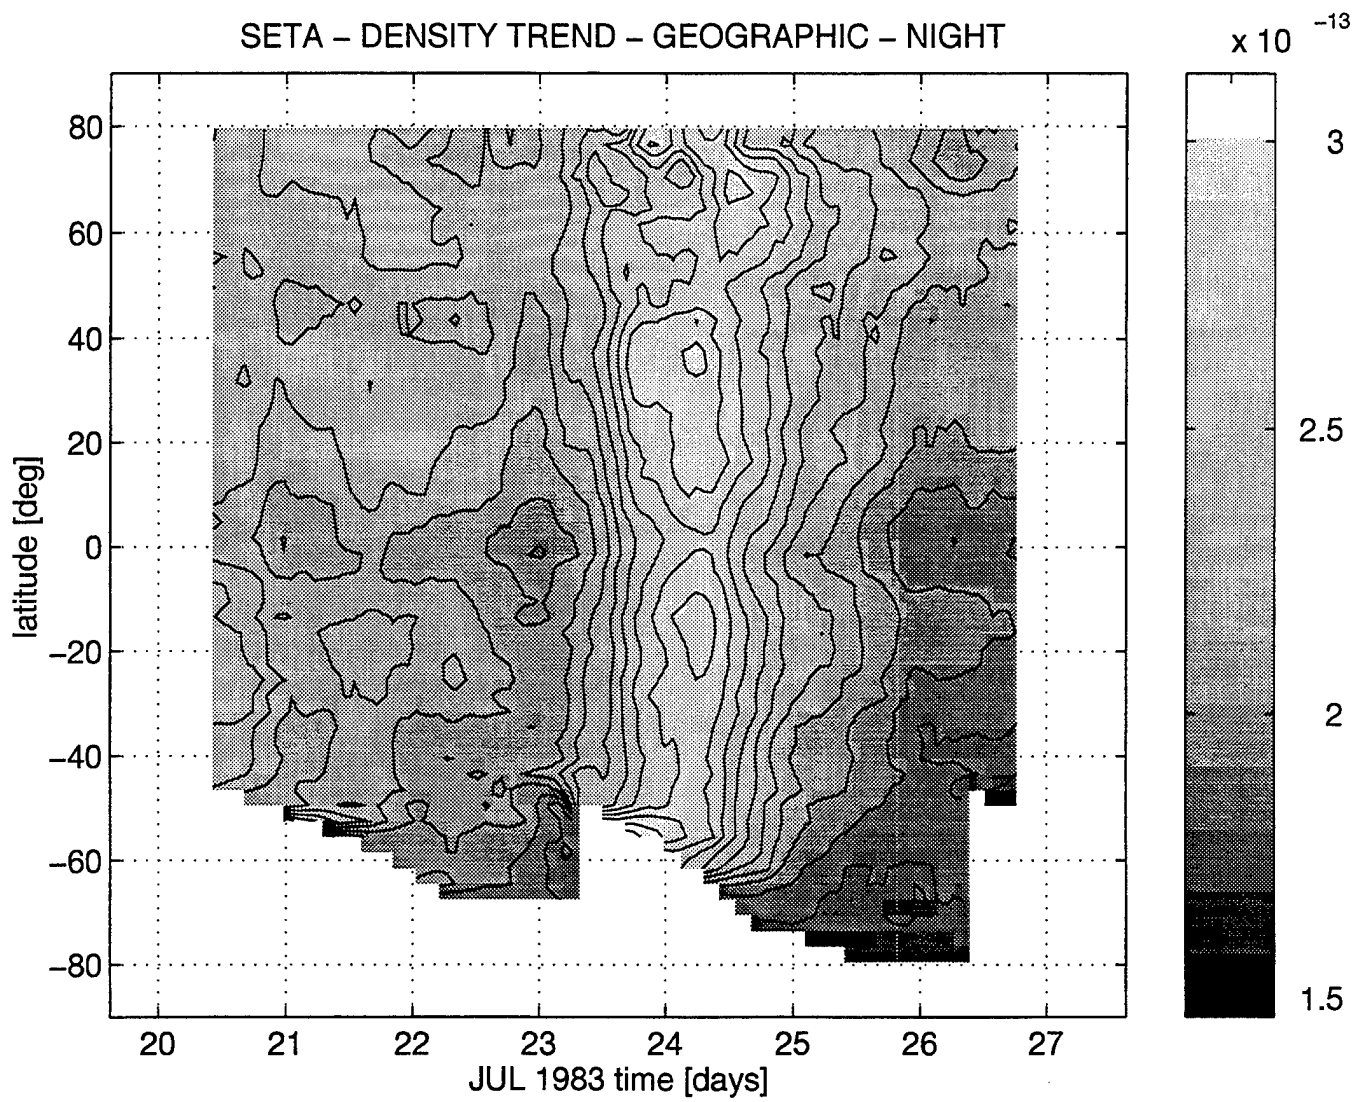 SETA – DENSITY TREND – GEOGRAPHIC – NIGHT
x 10 −13
80
60
40
20
0
−20
−40
−60
−80
latitude [deg]
20 21 22 23 24 25 26 27
JUL 1983 time [days]
3
2.5
2
1.5